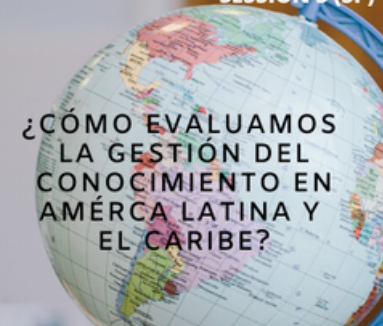 ¿CÓMO EVALUAMOS
LA GESTIÓN DEL
CONOCIMIENTO EN
AMÉRCA LATINA Y
EL CARIBE?